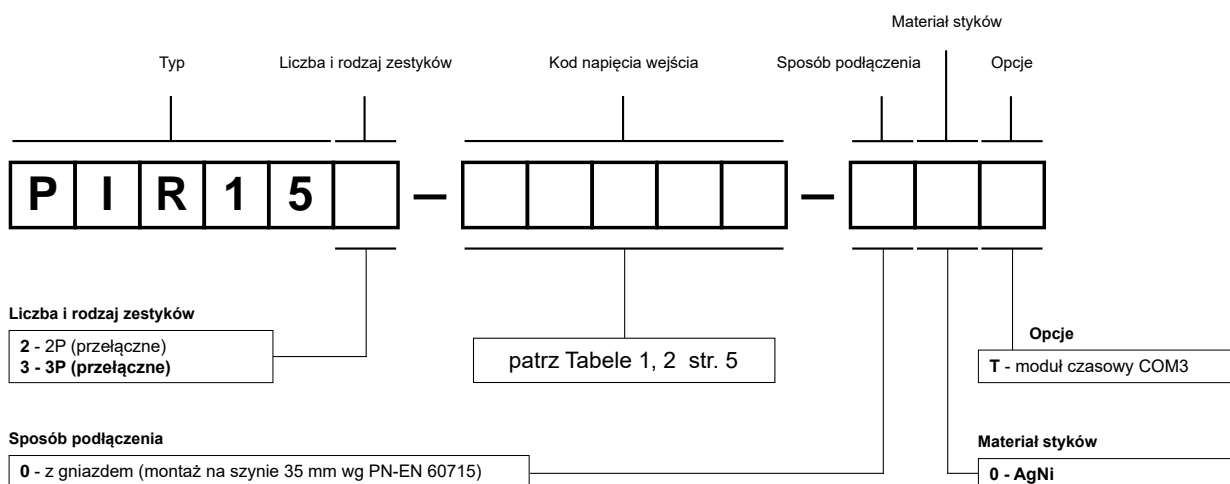 Materiał styków
Typ
Liczba i rodzaj zestyków
Kod napięcia wejścia
Sposób podłączenia
Opcje
P I R 1 5 – –
Liczba i rodzaj zestyków
2 - 2P (przełączne)
3 - 3P (przełączne)
patrz Tabele 1, 2 str. 5
Opcje
T - moduł czasowy COM3
Sposób podłączenia
0 - z gniazdem (montaż na szynie 35 mm wg PN-EN 60715)
Materiał styków
0 - AgNi